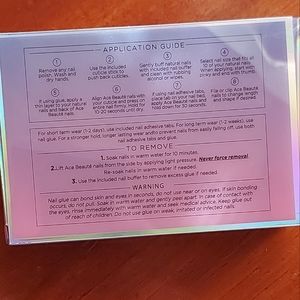 APPLICATION GUIDE
1
Remove any nail
polish. Wash and
dry hands.
2
Use the included
cuticle stick to
push back cuticles.
3
Gently buff natural nails
with included nail buffer
and clean with rubbing
alcohol or wipes.
4
Select nail size that fits all
10 of your natural nails.
When applying, start with
pinky and end with thumb.
5
If using glue, apply a
thin layer to your natural
nails and back of Ace
Beauté nails
6
Align Ace Beauté nails with
your cuticle and press on
entire nail firmly. Hold for
10-20 seconds until dry.
7
If using nail adhesive tabs,
place tab on your nail bed,
apply Ace Beauté nail and
hold down for 30 seconds.
8
File or clip Ace Beauté
nails to change length
and shape if desired.
For short term wear (1-2 days), use included nail adhesive tabs. For long term wear (1-2 weeks), use
nail glue. For a stronger hold, longer lasting wear and/to prevent nails from easily falling off, use both
nail adhesive tabs and glue.
TO REMOVE
1. Soak nails in warm water for 10 minutes.
2. Lift Ace Beauté nails from the side by applying light pressure. Never force removal.
Re-soak nails in warm water if needed.
3. Use the included nail buffer to remove excess glue if needed.
WARNING
Nail glue can bond skin and eyes in seconds, do not use near or on eyes. If skin bonding
occurs, do not pull. Soak in warm water and gently peel apart. In case of contact with
the eyes, rinse immediately with warm water and seek medical advice. Keep glue out
of reach of children. Do not use glue on weak, irritated or infected nails.